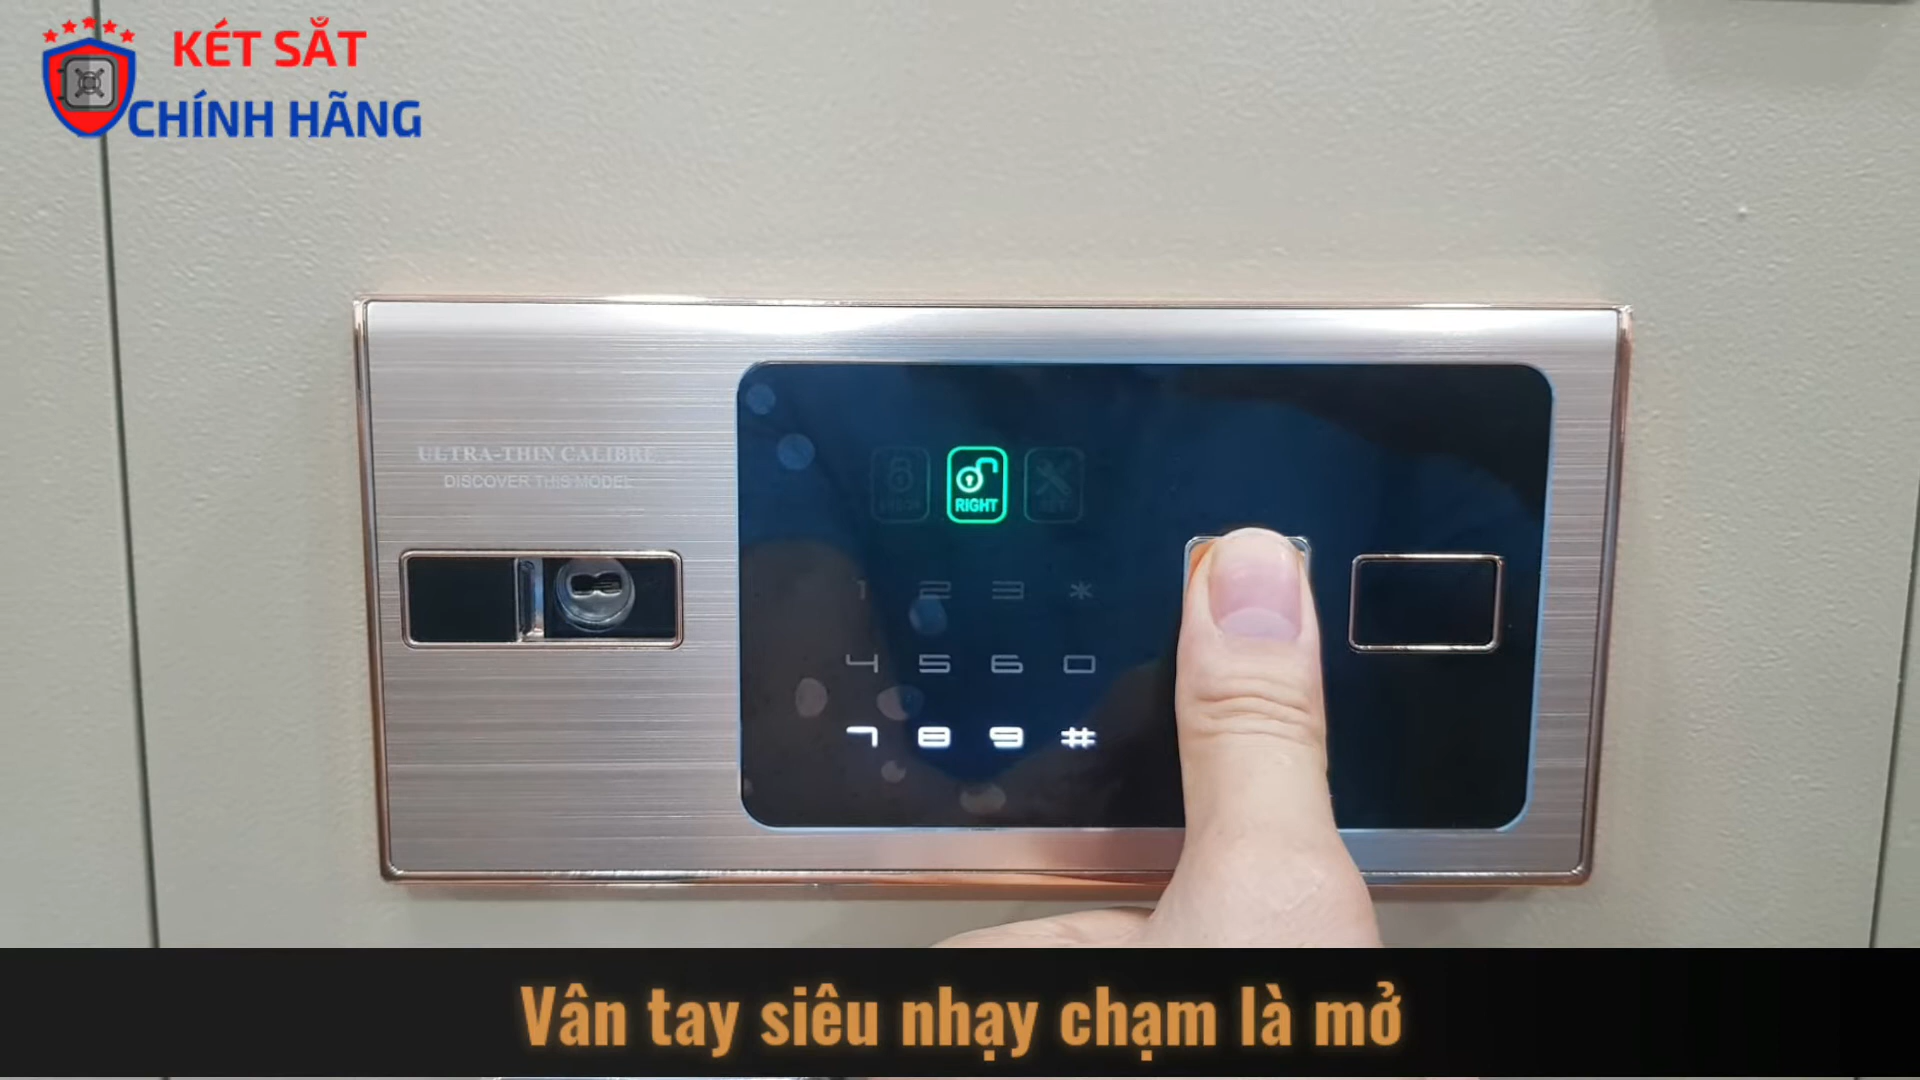 KÉT SẮT
CHÍNH HÃNG
ULTRA-THIN CALIBRE
DISCOVER THIS MODEL
RIGHT
1 2 3 *
4 5 6 0
7 8 9 #
Vân tay siêu nhạy chạm là mở